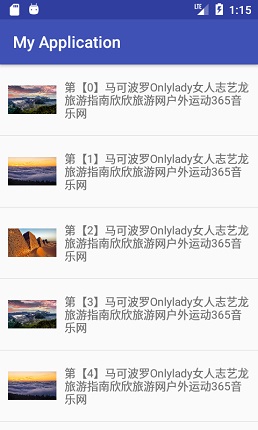 LTE 1:15
My Application
第【0】马可波罗Onlylady女人志艺龙
旅游指南欣欣旅游网户外运动365音
乐网
第【1】马可波罗Onlylady女人志艺龙
旅游指南欣欣旅游网户外运动365音
乐网
第【2】马可波罗Onlylady女人志艺龙
旅游指南欣欣旅游网户外运动365音
乐网
第【3】马可波罗Onlylady女人志艺龙
旅游指南欣欣旅游网户外运动365音
乐网
第【4】马可波罗Onlylady女人志艺龙
旅游指南欣欣旅游网户外运动365音
乐网